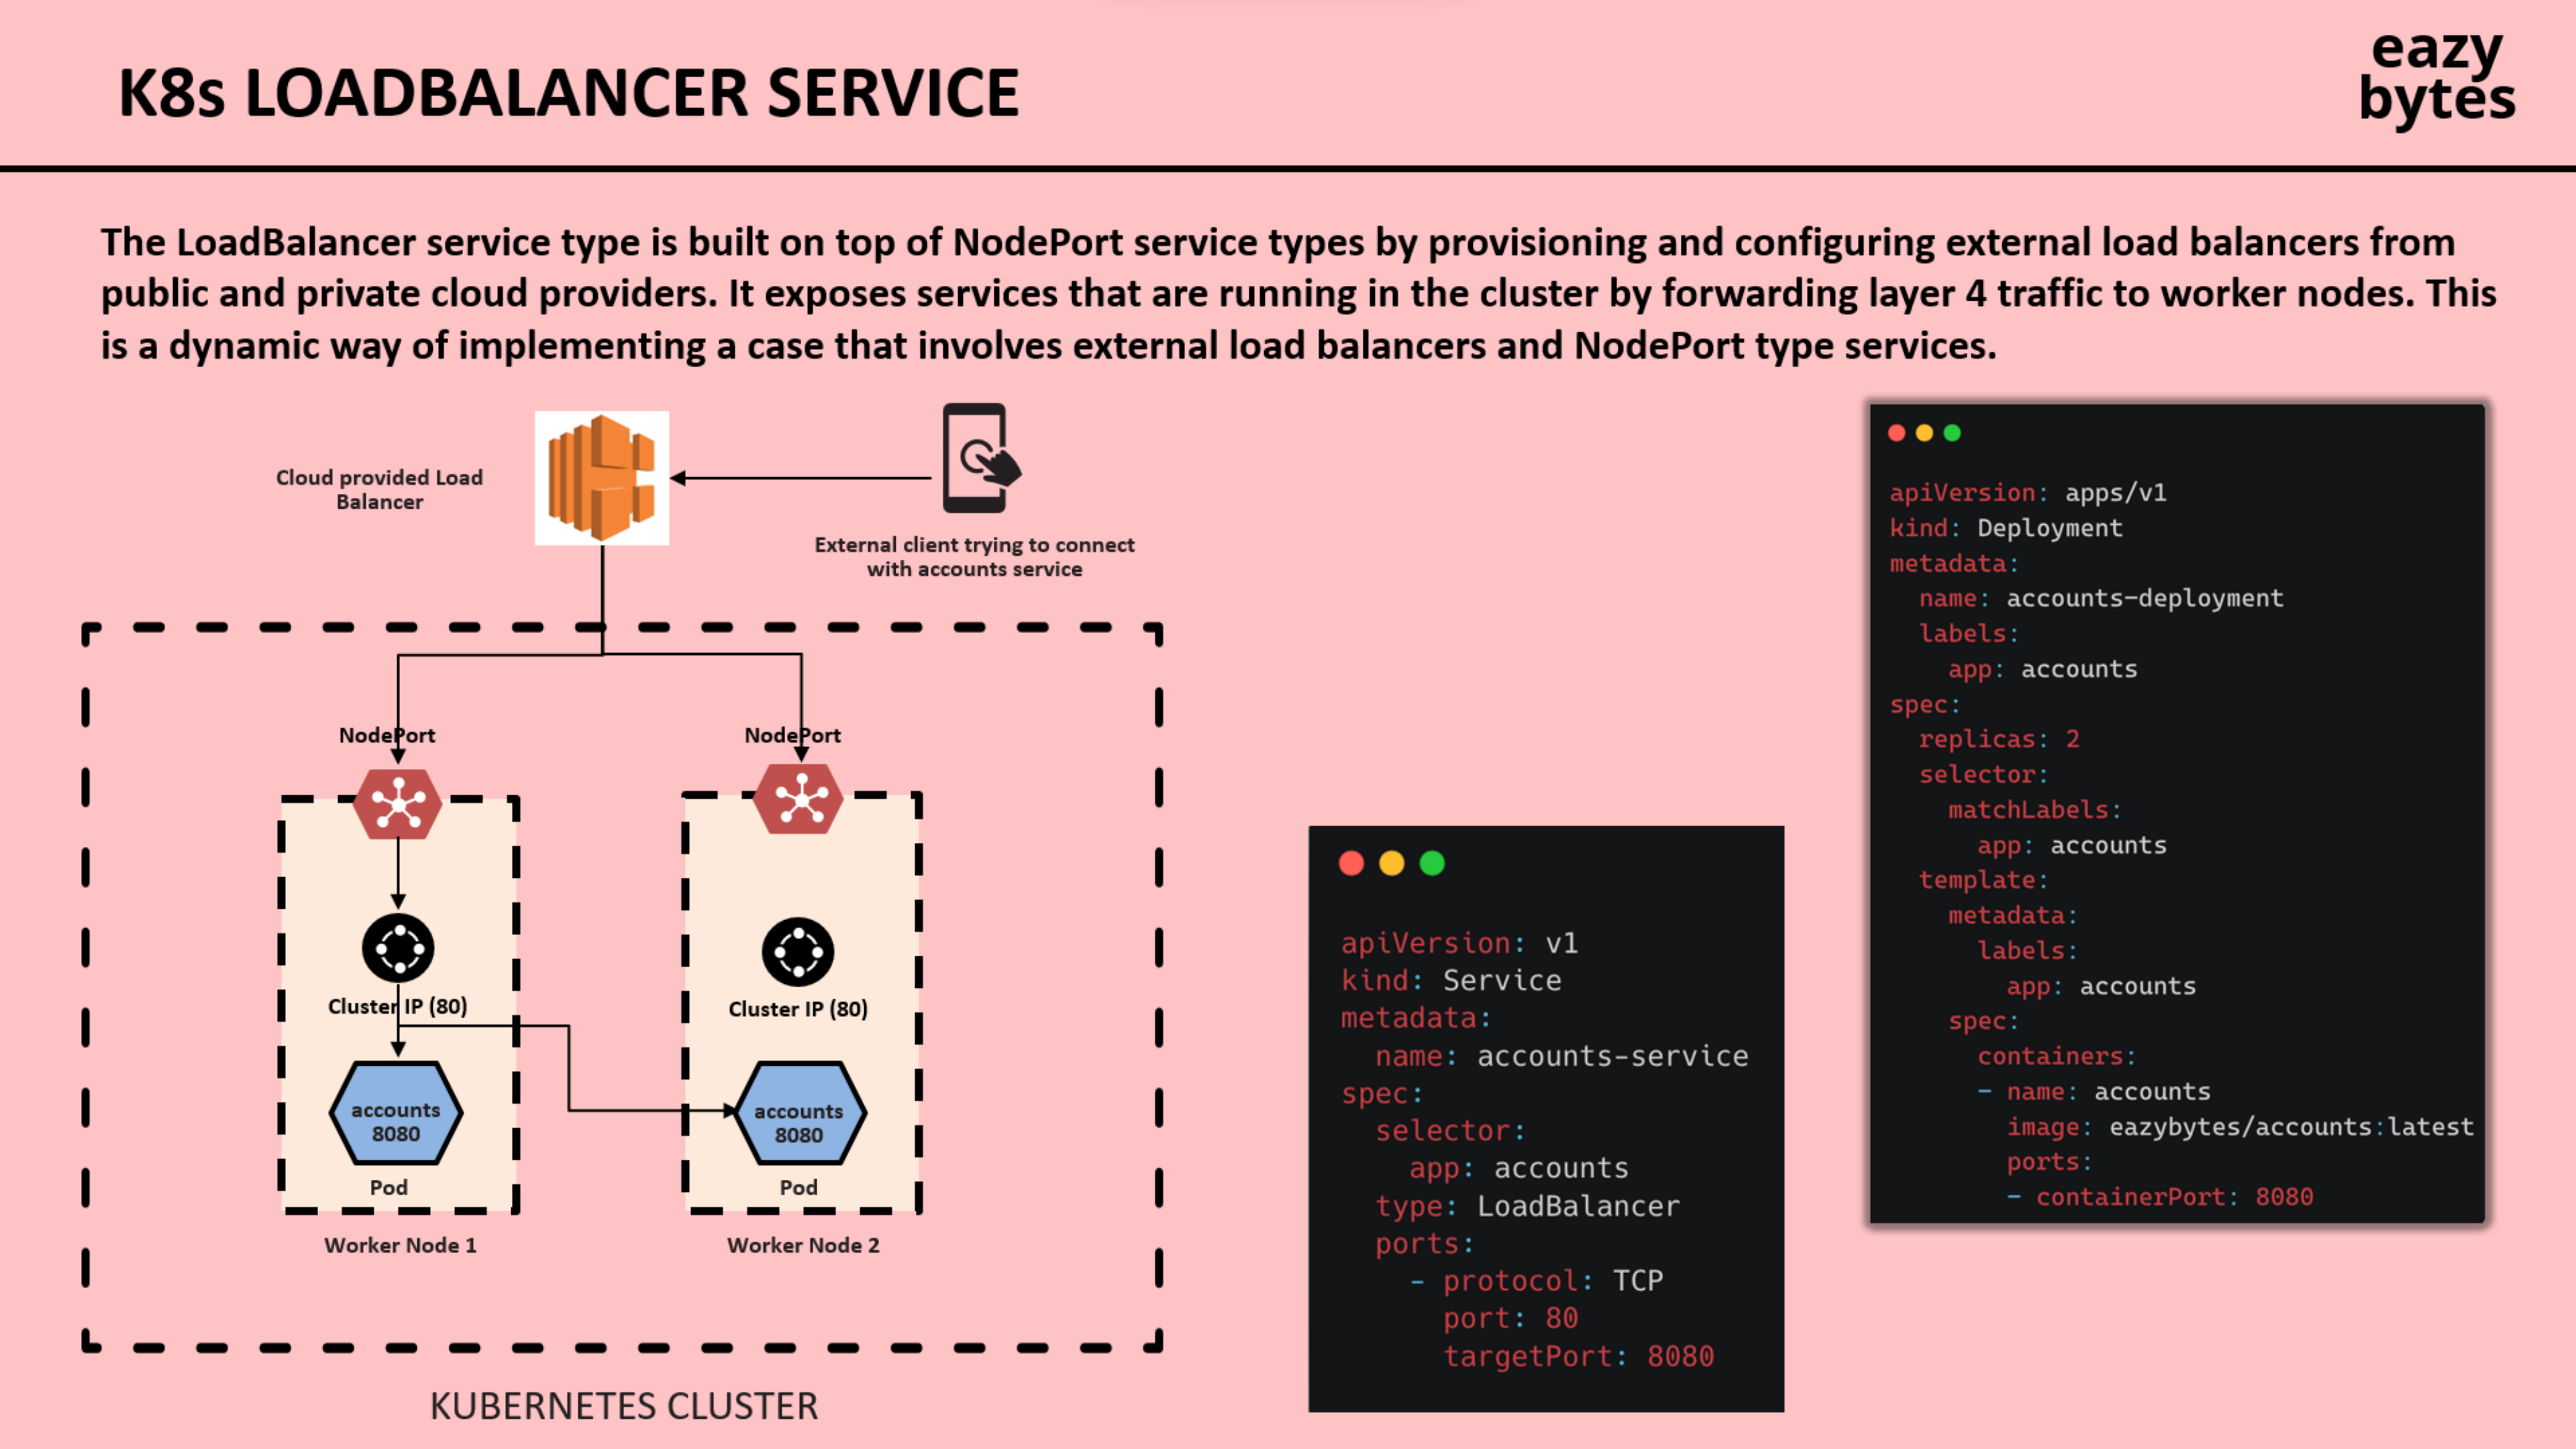 K8s LOADBALANCER SERVICE
eazy
bytes
The LoadBalancer service type is built on top of NodePort service types by provisioning and configuring external load balancers from
public and private cloud providers. It exposes services that are running in the cluster by forwarding layer 4 traffic to worker nodes. This
is a dynamic way of implementing a case that involves external load balancers and NodePort type services.
Cloud provided Load
Balancer
External client trying to connect
with accounts service
NodePort
NodePort
Cluster IP (80)
Cluster IP (80)
accounts
8080
accounts
8080
Pod
Pod
Worker Node 1
Worker Node 2
KUBERNETES CLUSTER
apiVersion: v1
kind: Service
metadata:
  name: accounts-service
spec:
  selector:
    app: accounts
  type: LoadBalancer
  ports:
    - protocol: TCP
      port: 80
      targetPort: 8080
apiVersion: apps/v1
kind: Deployment
metadata:
  name: accounts-deployment
  labels:
    app: accounts
spec:
  replicas: 2
  selector:
    matchLabels:
      app: accounts
  template:
    metadata:
      labels:
        app: accounts
    spec:
      containers:
      - name: accounts
        image: eazybytes/accounts:latest
        ports:
        - containerPort: 8080